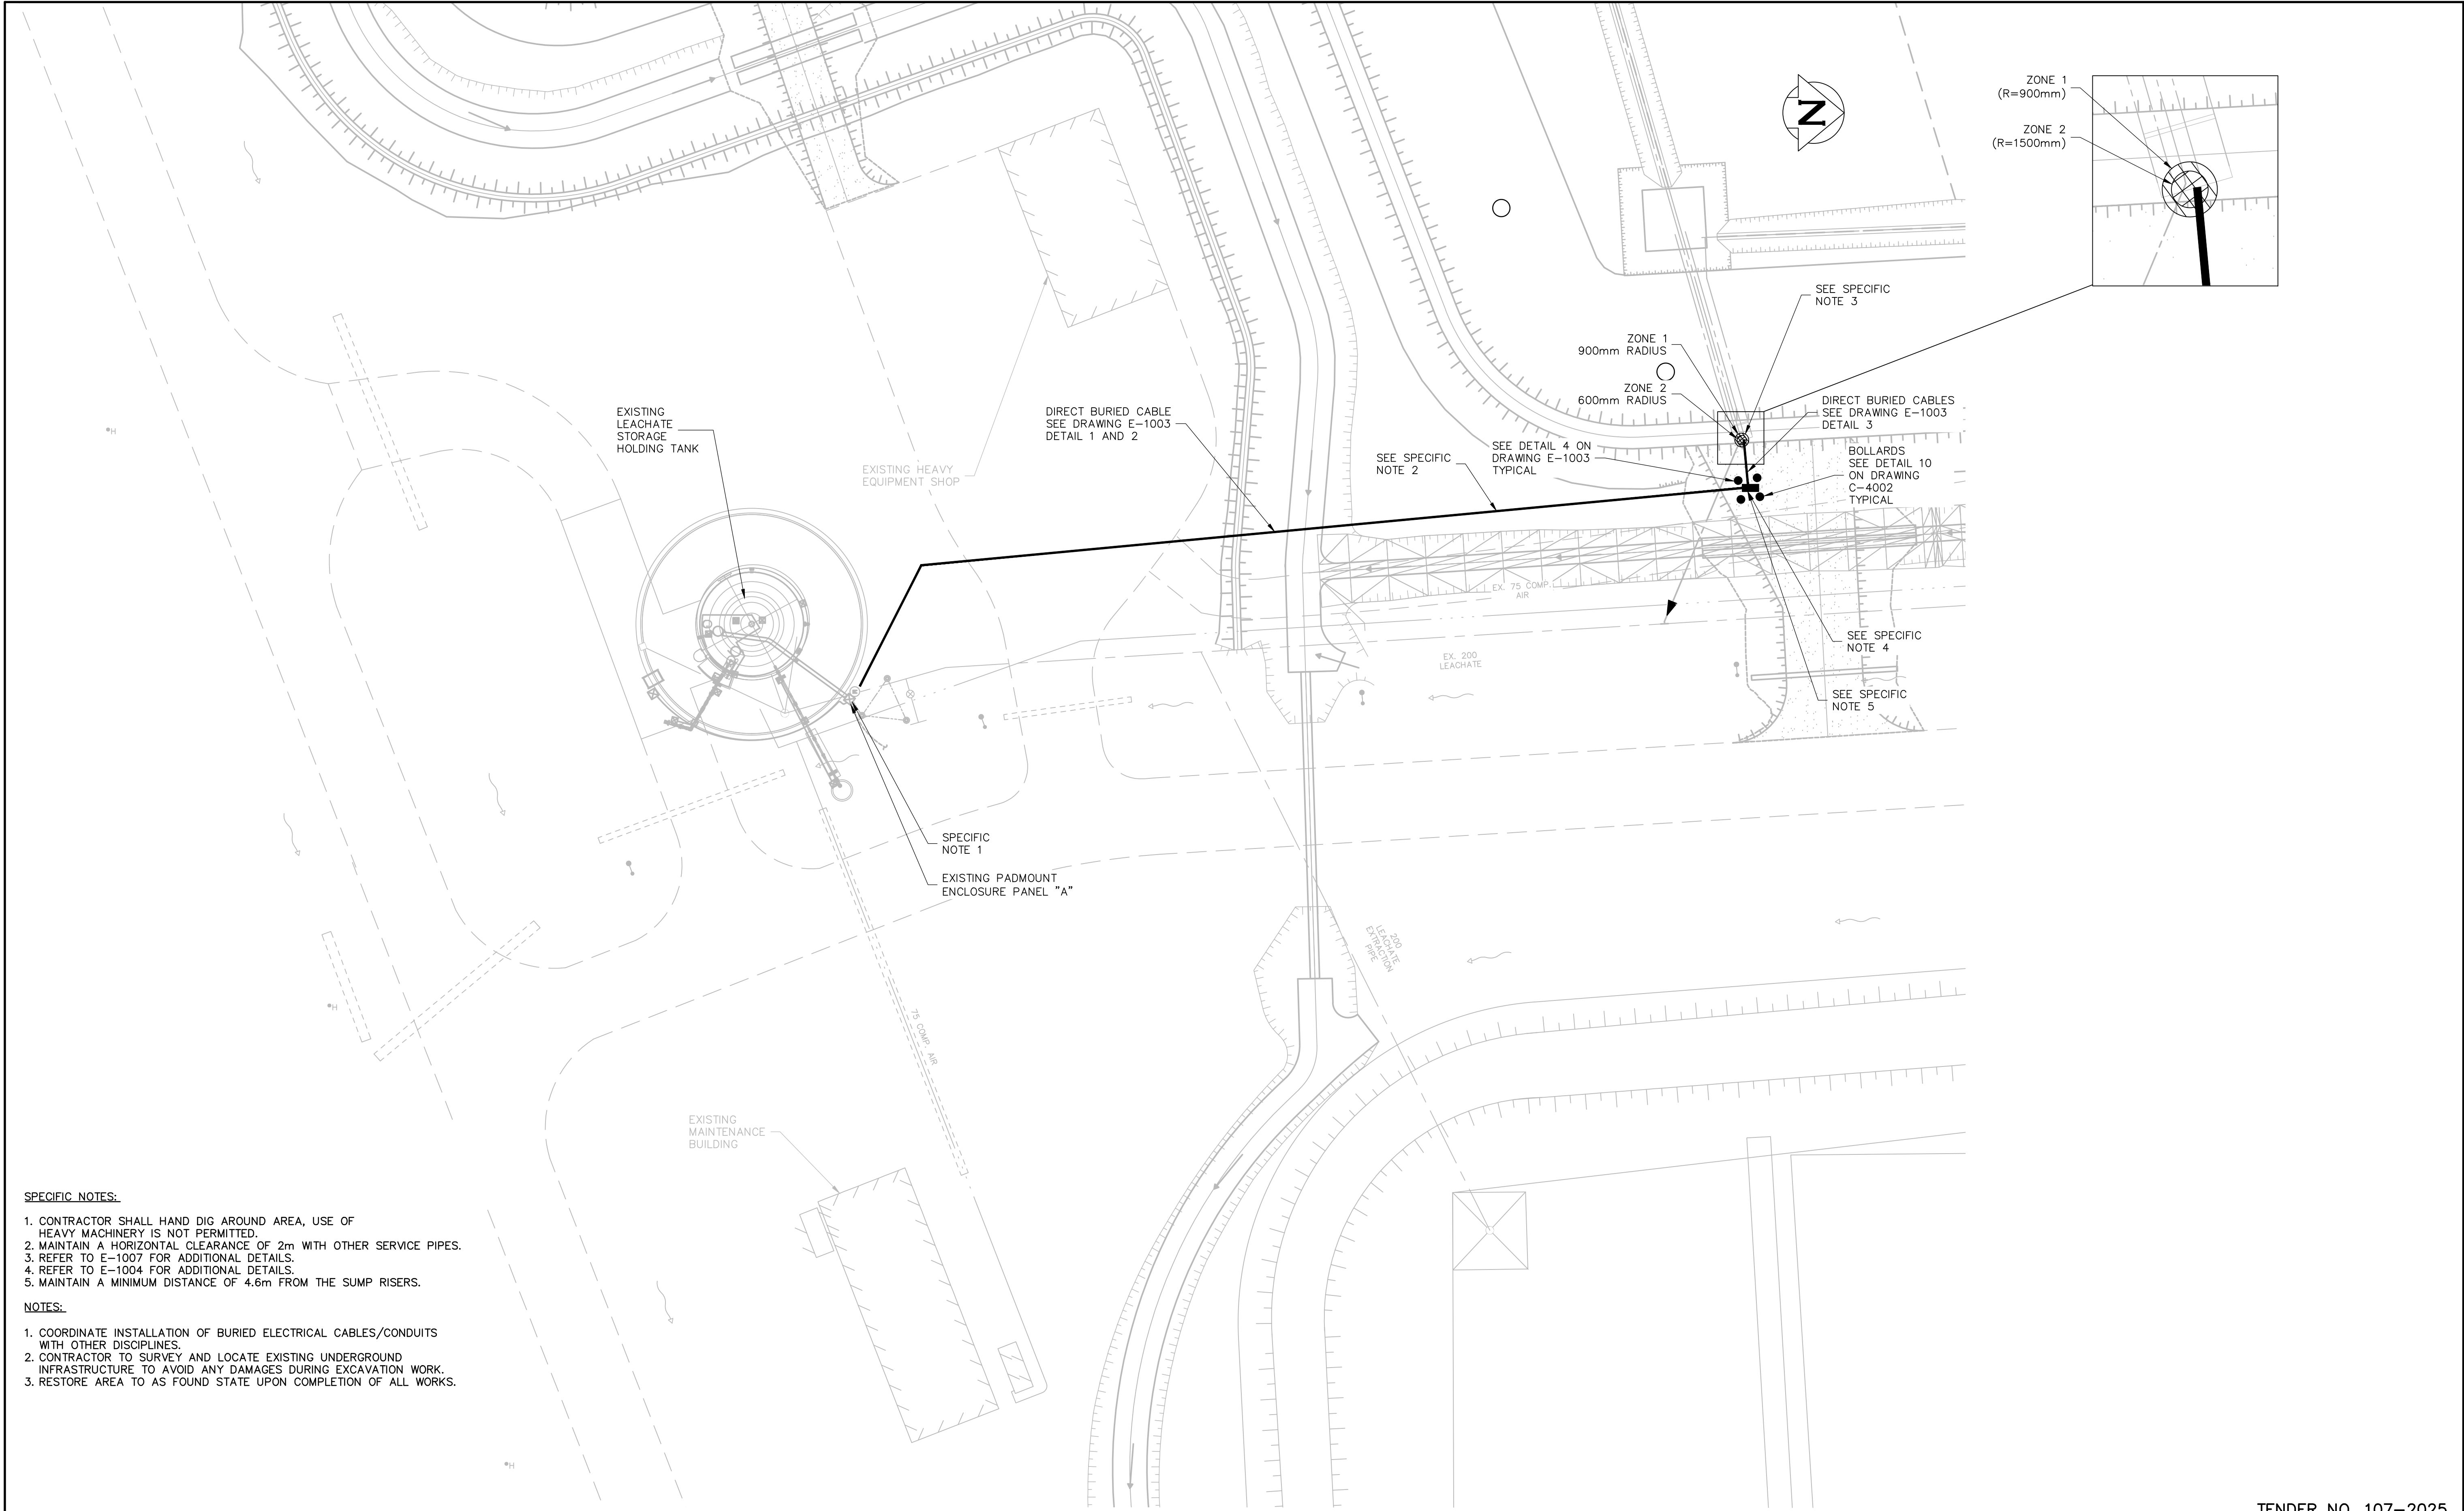 N
ZONE 1
(R=900mm)
ZONE 2
(R=1500mm)
SEE SPECIFIC
NOTE 3
ZONE 1
900mm RADIUS
ZONE 2
600mm RADIUS
DIRECT BURIED CABLES
SEE DRAWING E-1003
DETAIL 3
BOLLARDS
SEE DETAIL 10
ON DRAWING
C-4002
TYPICAL
SEE DETAIL 4 ON
DRAWING E-1003
TYPICAL
SEE SPECIFIC
NOTE 2
DIRECT BURIED CABLE
SEE DRAWING E-1003
DETAIL 1 AND 2
EXISTING
LEACHATE
STORAGE
HOLDING TANK
EXISTING HEAVY
EQUIPMENT SHOP
H
EX. 75 COMP.
AIR
EX. 200
LEACHATE
SEE SPECIFIC
NOTE 4
SEE SPECIFIC
NOTE 5
SPECIFIC
NOTE 1
EXISTING PADMOUNT
ENCLOSURE PANEL "A"
200
LEACHATE
EXTRACTION
PIPE
H
75 COMP. AIR
EXISTING
MAINTENANCE
BUILDING
H
SPECIFIC NOTES:
1. CONTRACTOR SHALL HAND DIG AROUND AREA, USE OF
HEAVY MACHINERY IS NOT PERMITTED.
2. MAINTAIN A HORIZONTAL CLEARANCE OF 2m WITH OTHER SERVICE PIPES.
3. REFER TO E-1007 FOR ADDITIONAL DETAILS.
4. REFER TO E-1004 FOR ADDITIONAL DETAILS.
5. MAINTAIN A MINIMUM DISTANCE OF 4.6m FROM THE SUMP RISERS.
NOTES:
1. COORDINATE INSTALLATION OF BURIED ELECTRICAL CABLES/CONDUITS
WITH OTHER DISCIPLINES.
2. CONTRACTOR TO SURVEY AND LOCATE EXISTING UNDERGROUND
INFRASTRUCTURE TO AVOID ANY DAMAGES DURING EXCAVATION WORK.
3. RESTORE AREA TO AS FOUND STATE UPON COMPLETION OF ALL WORKS.
TENDER NO. 107-2025